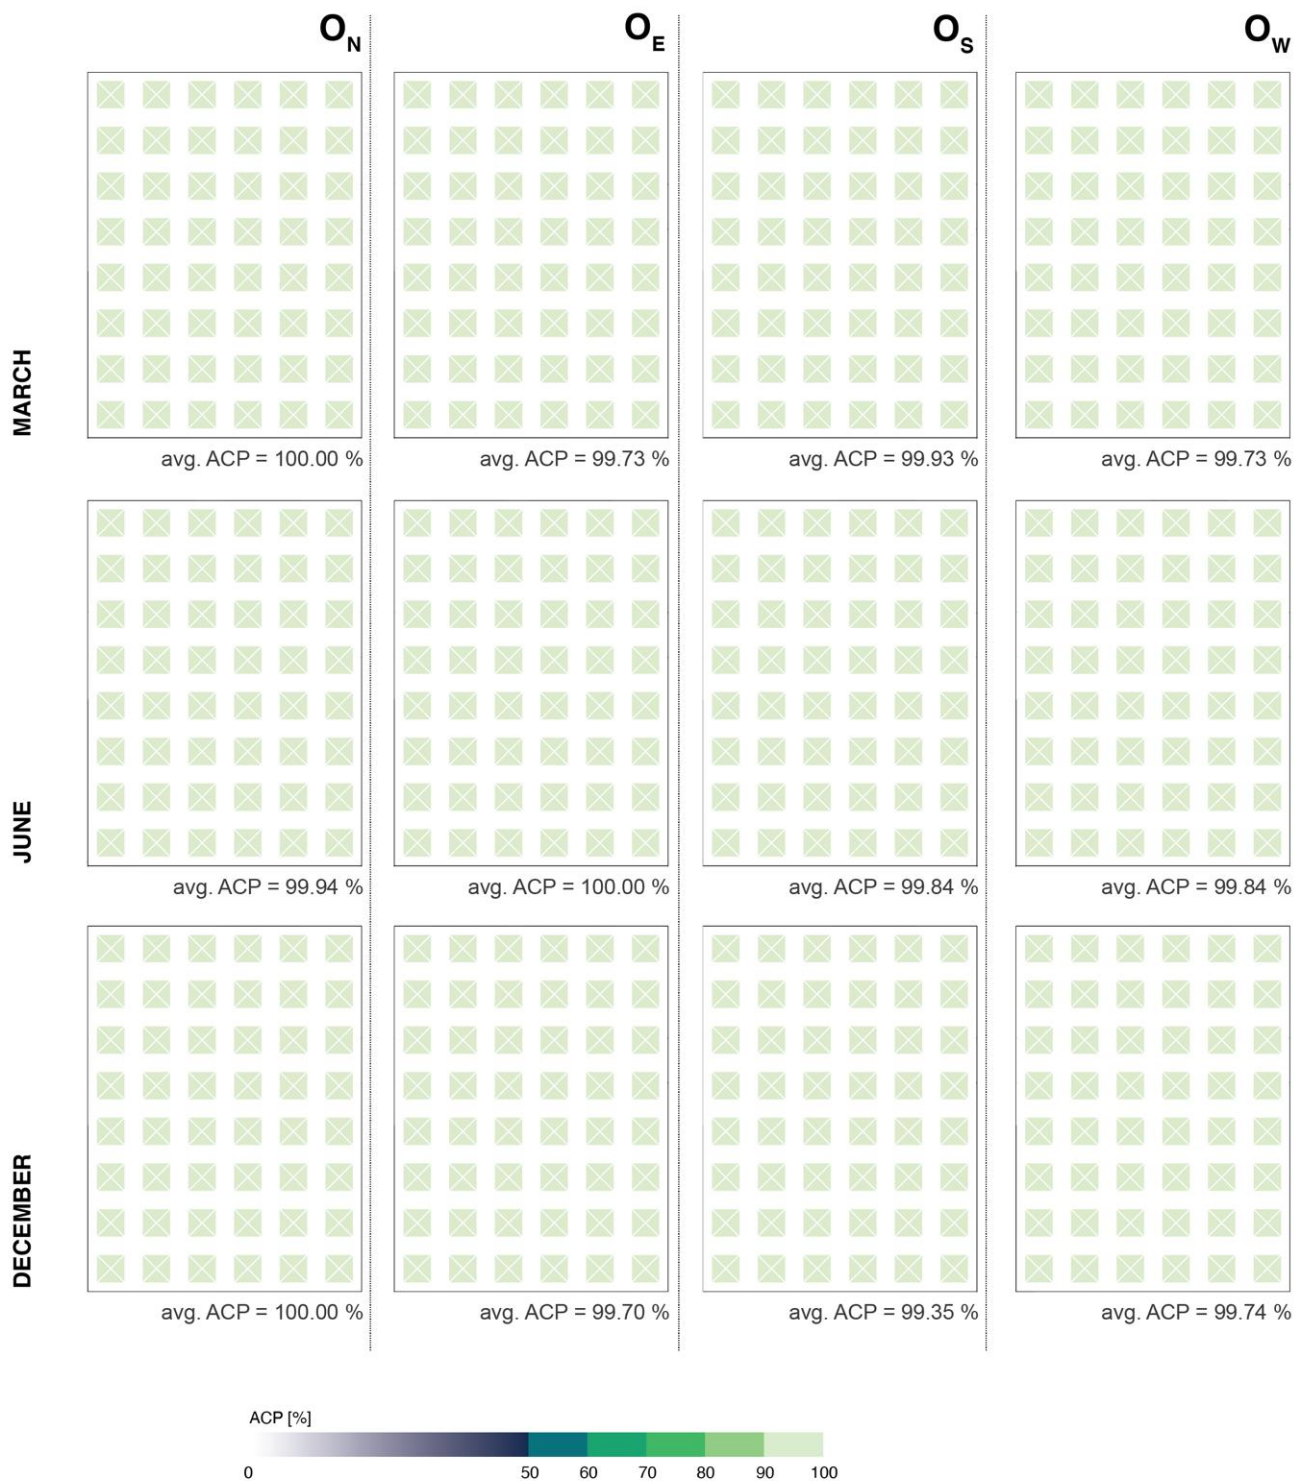 O_N O_E O_S O_W
MARCH
avg. ACP = 100.00 % avg. ACP = 99.73 % avg. ACP = 99.93 % avg. ACP = 99.73 %
JUNE
avg. ACP = 99.94 % avg. ACP = 100.00 % avg. ACP = 99.84 % avg. ACP = 99.84 %
DECEMBER
avg. ACP = 100.00 % avg. ACP = 99.70 % avg. ACP = 99.35 % avg. ACP = 99.74 %
ACP [%]
0 50 60 70 80 90 100